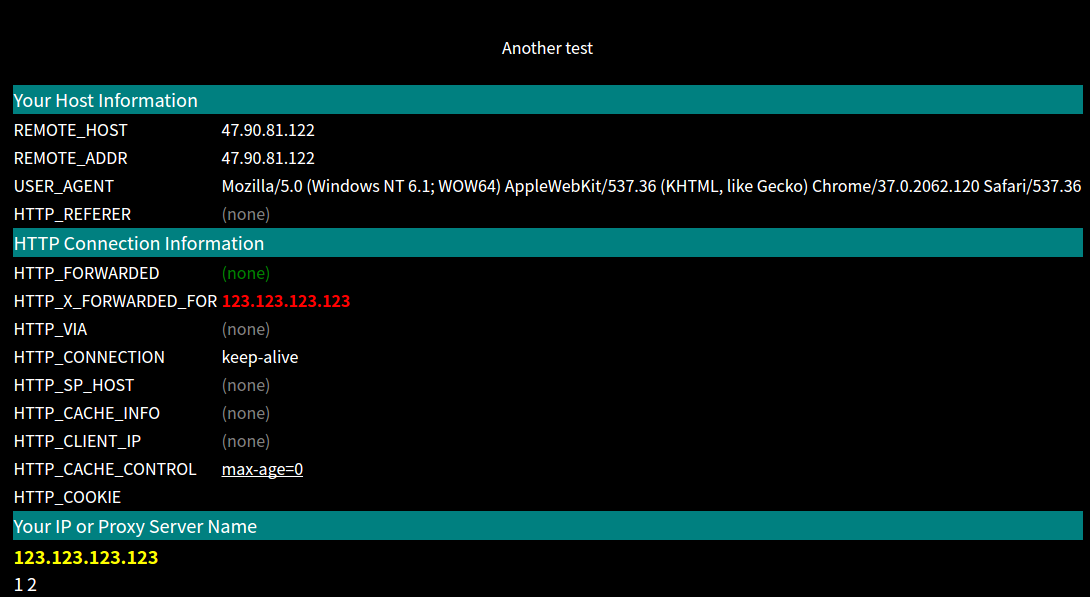 Another test
Your Host Information
REMOTE_HOST 47.90.81.122
REMOTE_ADDR 47.90.81.122
USER_AGENT Mozilla/5.0 (Windows NT 6.1; WOW64) AppleWebKit/537.36 (KHTML, like Gecko) Chrome/37.0.2062.120 Safari/537.36
HTTP_REFERER (none)
HTTP Connection Information
HTTP_FORWARDED (none)
HTTP_X_FORWARDED_FOR 123.123.123.123
HTTP_VIA (none)
HTTP_CONNECTION keep-alive
HTTP_SP_HOST (none)
HTTP_CACHE_INFO (none)
HTTP_CLIENT_IP (none)
HTTP_CACHE_CONTROL max-age=0
HTTP_COOKIE
Your IP or Proxy Server Name
123.123.123.123
1 2